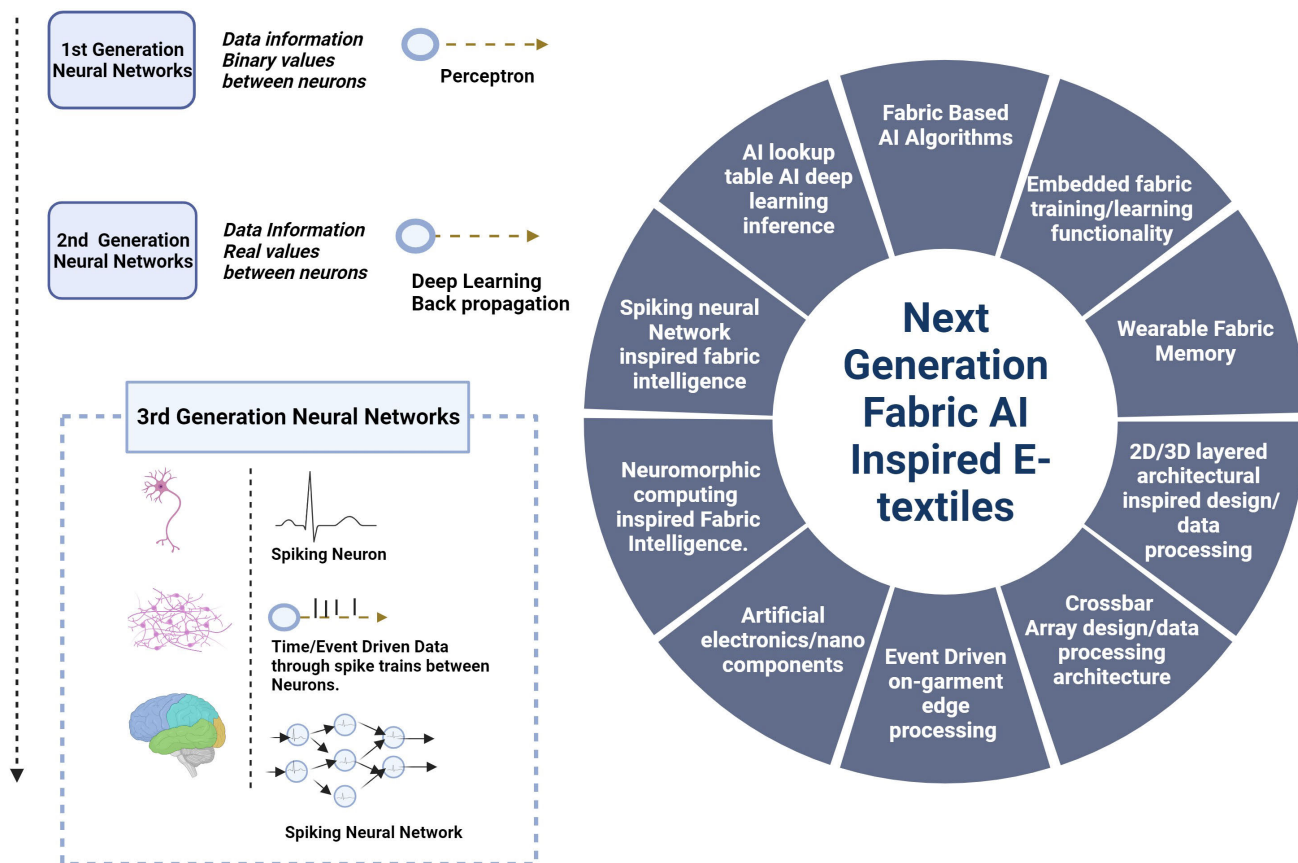 1st Generation
Neural Networks
Data information
Binary values
between neurons
Perceptron
2nd Generation
Neural Networks
Data Information
Real values
between neurons
Deep Learning
Back propagation
3rd Generation Neural Networks
Spiking Neuron
Time/Event Driven Data
through spike trains between
Neurons.
Spiking Neural Network
Next
Generation
Fabric AI
Inspired E-
textiles
Fabric Based
AI Algorithms
Embedded fabric
training/learning
functionality
Wearable Fabric
Memory
2D/3D layered
architectural
inspired design/
data
processing
Crossbar
Array design/data
processing
architecture
Event Driven
on-garment
edge
processing
Artificial
electronics/nano
components
Neuromorphic
computing
inspired Fabric
Intelligence.
Spiking neural
Network
inspired fabric
intelligence
AI lookup
table AI deep
learning
inference